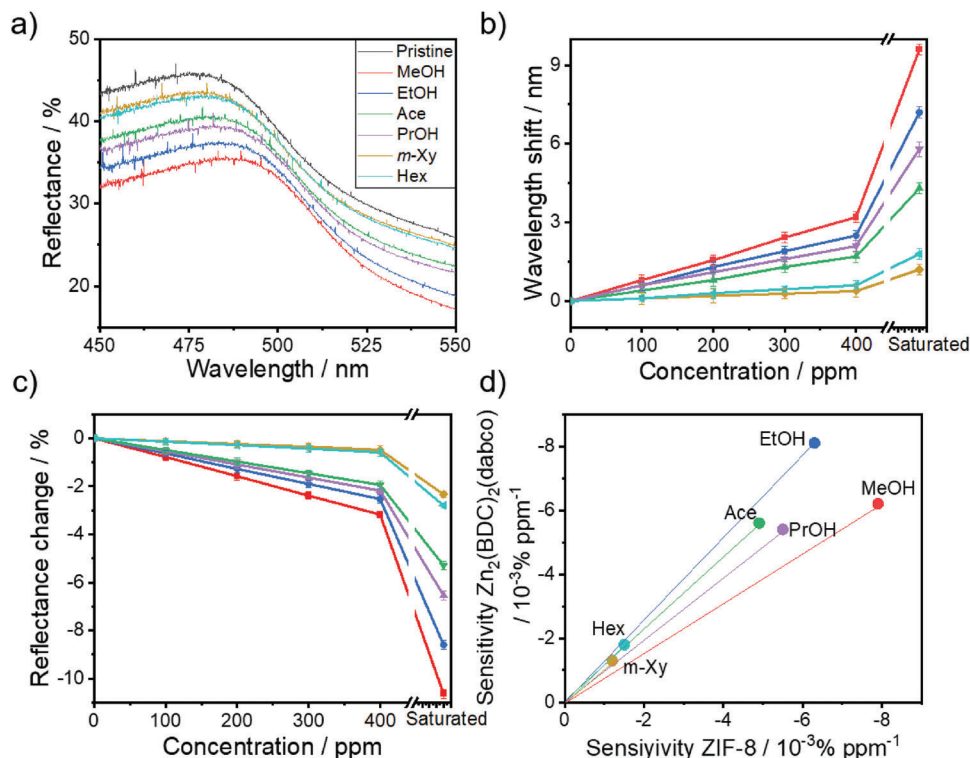 a)
50
40
30
20
Reflectance / %
450
475
500
525
550
Wavelength / nm
Pristine
MeOH
EtOH
Ace
PrOH
m-Xy
Hex
b)
9
6
3
0
Wavelength shift / nm
0
100
200
300
400
Saturated
Concentration / ppm
c)
0
-2
-4
-6
-8
-10
Reflectance change / %
0
100
200
300
400
Saturated
Concentration / ppm
d)
-8
-6
-4
-2
0
Sensitivity Zn₂(BDC)₂(dabco)
/ 10⁻³% ppm⁻¹
EtOH
MeOH
Ace
PrOH
Hex
m-Xy
0
-2
-4
-6
-8
Sensiyivity ZIF-8 / 10⁻³% ppm⁻¹